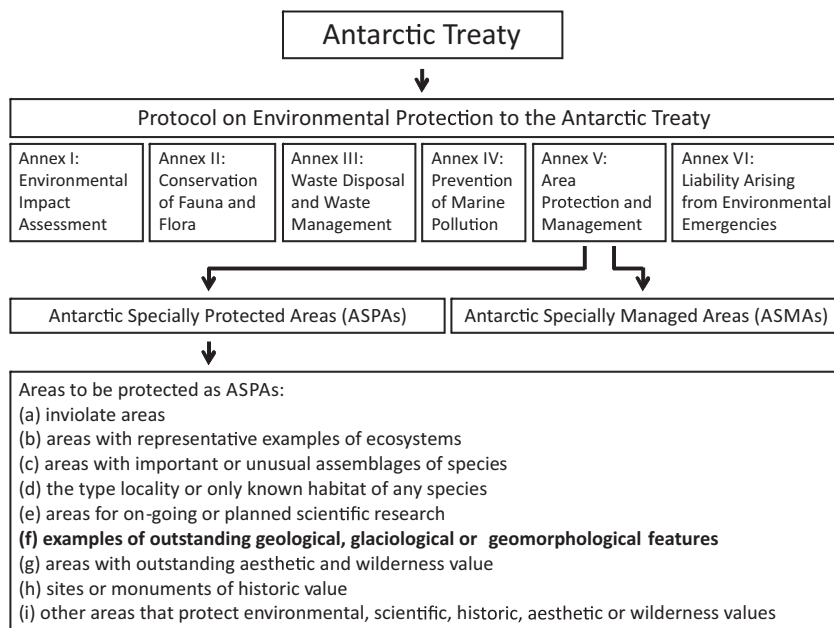 Antarctic Treaty
Protocol on Environmental Protection to the Antarctic Treaty
Annex I:
Environmental
Impact
Assessment
Annex II:
Conservation
of Fauna and
Flora
Annex III:
Waste Disposal
and Waste
Management
Annex IV:
Prevention
of Marine
Pollution
Annex V:
Area
Protection and
Management
Annex VI:
Liability Arising
from Environmental
Emergencies
Antarctic Specially Protected Areas (ASPAs)
Antarctic Specially Managed Areas (ASMAs)
Areas to be protected as ASPAs:
(a) inviolate areas
(b) areas with representative examples of ecosystems
(c) areas with important or unusual assemblages of species
(d) the type locality or only known habitat of any species
(e) areas for on-going or planned scientific research
(f) examples of outstanding geological, glaciological or geomorphological features
(g) areas with outstanding aesthetic and wilderness value
(h) sites or monuments of historic value
(i) other areas that protect environmental, scientific, historic, aesthetic or wilderness values